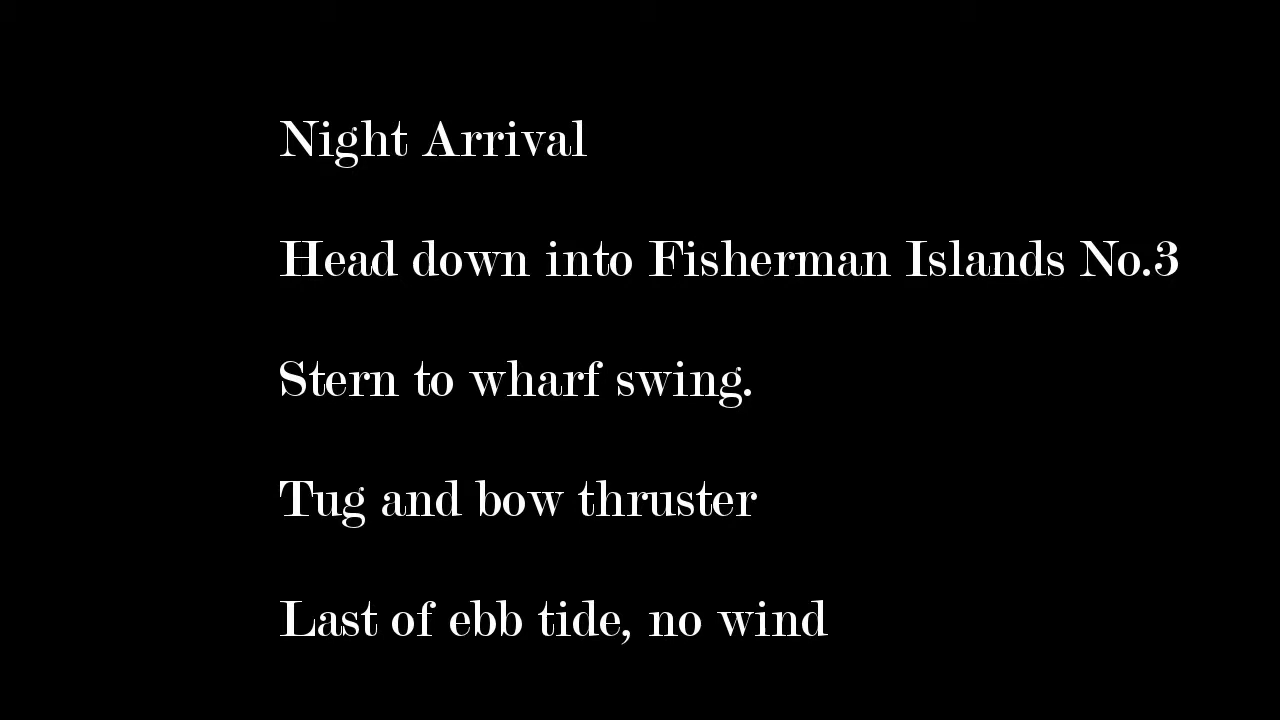 Night Arrival
Head down into Fisherman Islands No.3
Stern to wharf swing.
Tug and bow thruster
Last of ebb tide, no wind